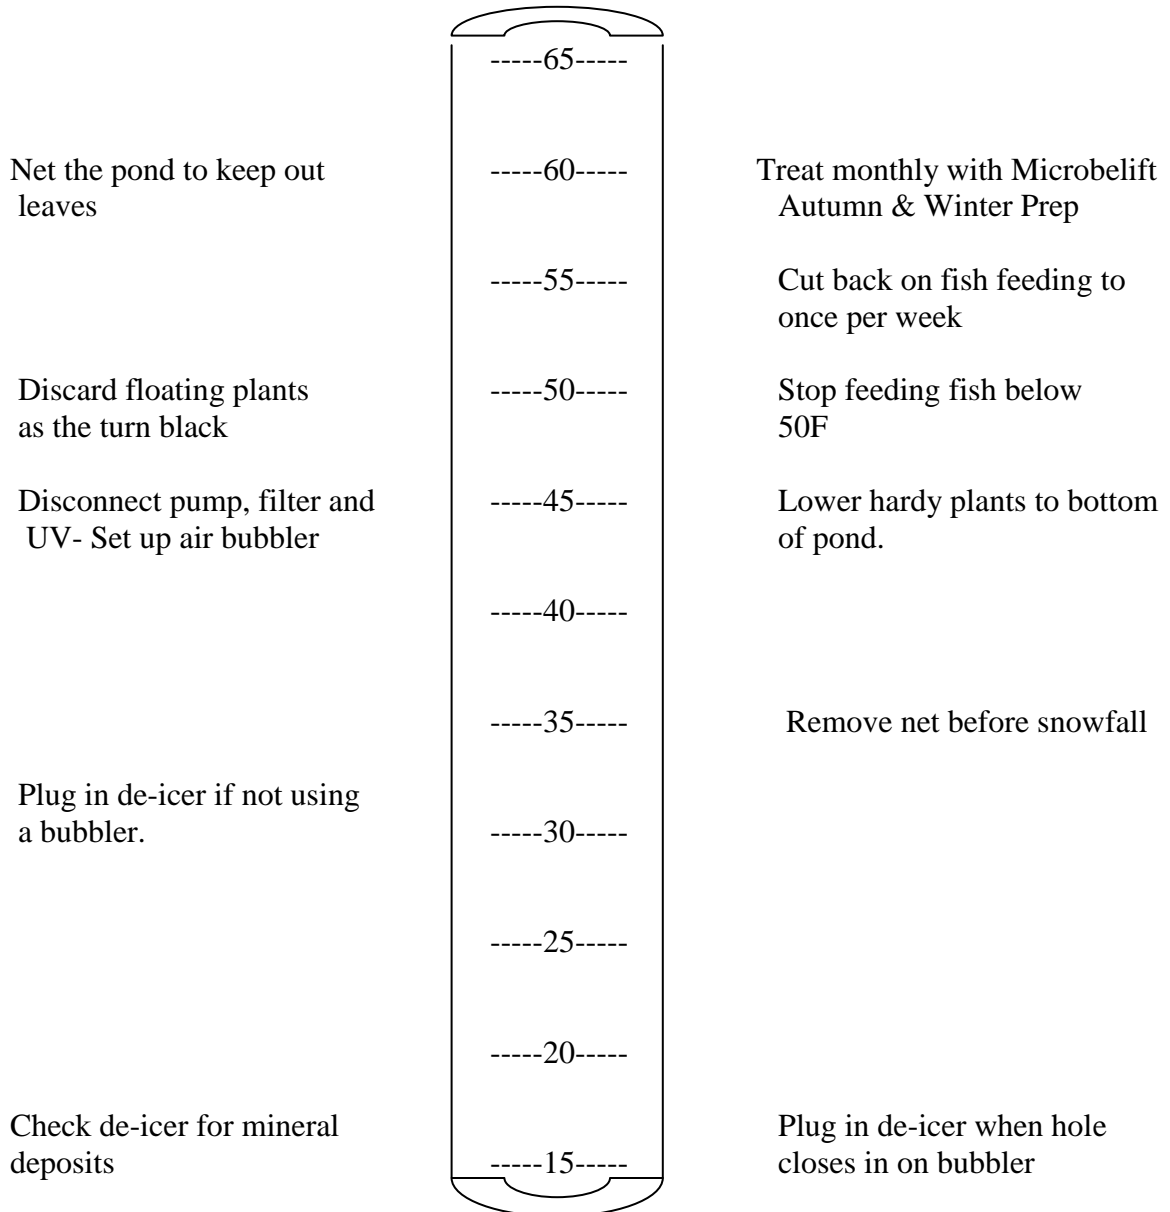 -----65-----
Net the pond to keep out
leaves
-----60-----
Treat monthly with Microbelift
Autumn & Winter Prep
-----55-----
Cut back on fish feeding to
once per week
Discard floating plants
as the turn black
-----50-----
Stop feeding fish below
50F
Disconnect pump, filter and
UV- Set up air bubbler
-----45-----
Lower hardy plants to bottom
of pond.
-----40-----
-----35-----
Remove net before snowfall
Plug in de-icer if not using
a bubbler.
-----30-----
-----25-----
-----20-----
Check de-icer for mineral
deposits
-----15-----
Plug in de-icer when hole
closes in on bubbler